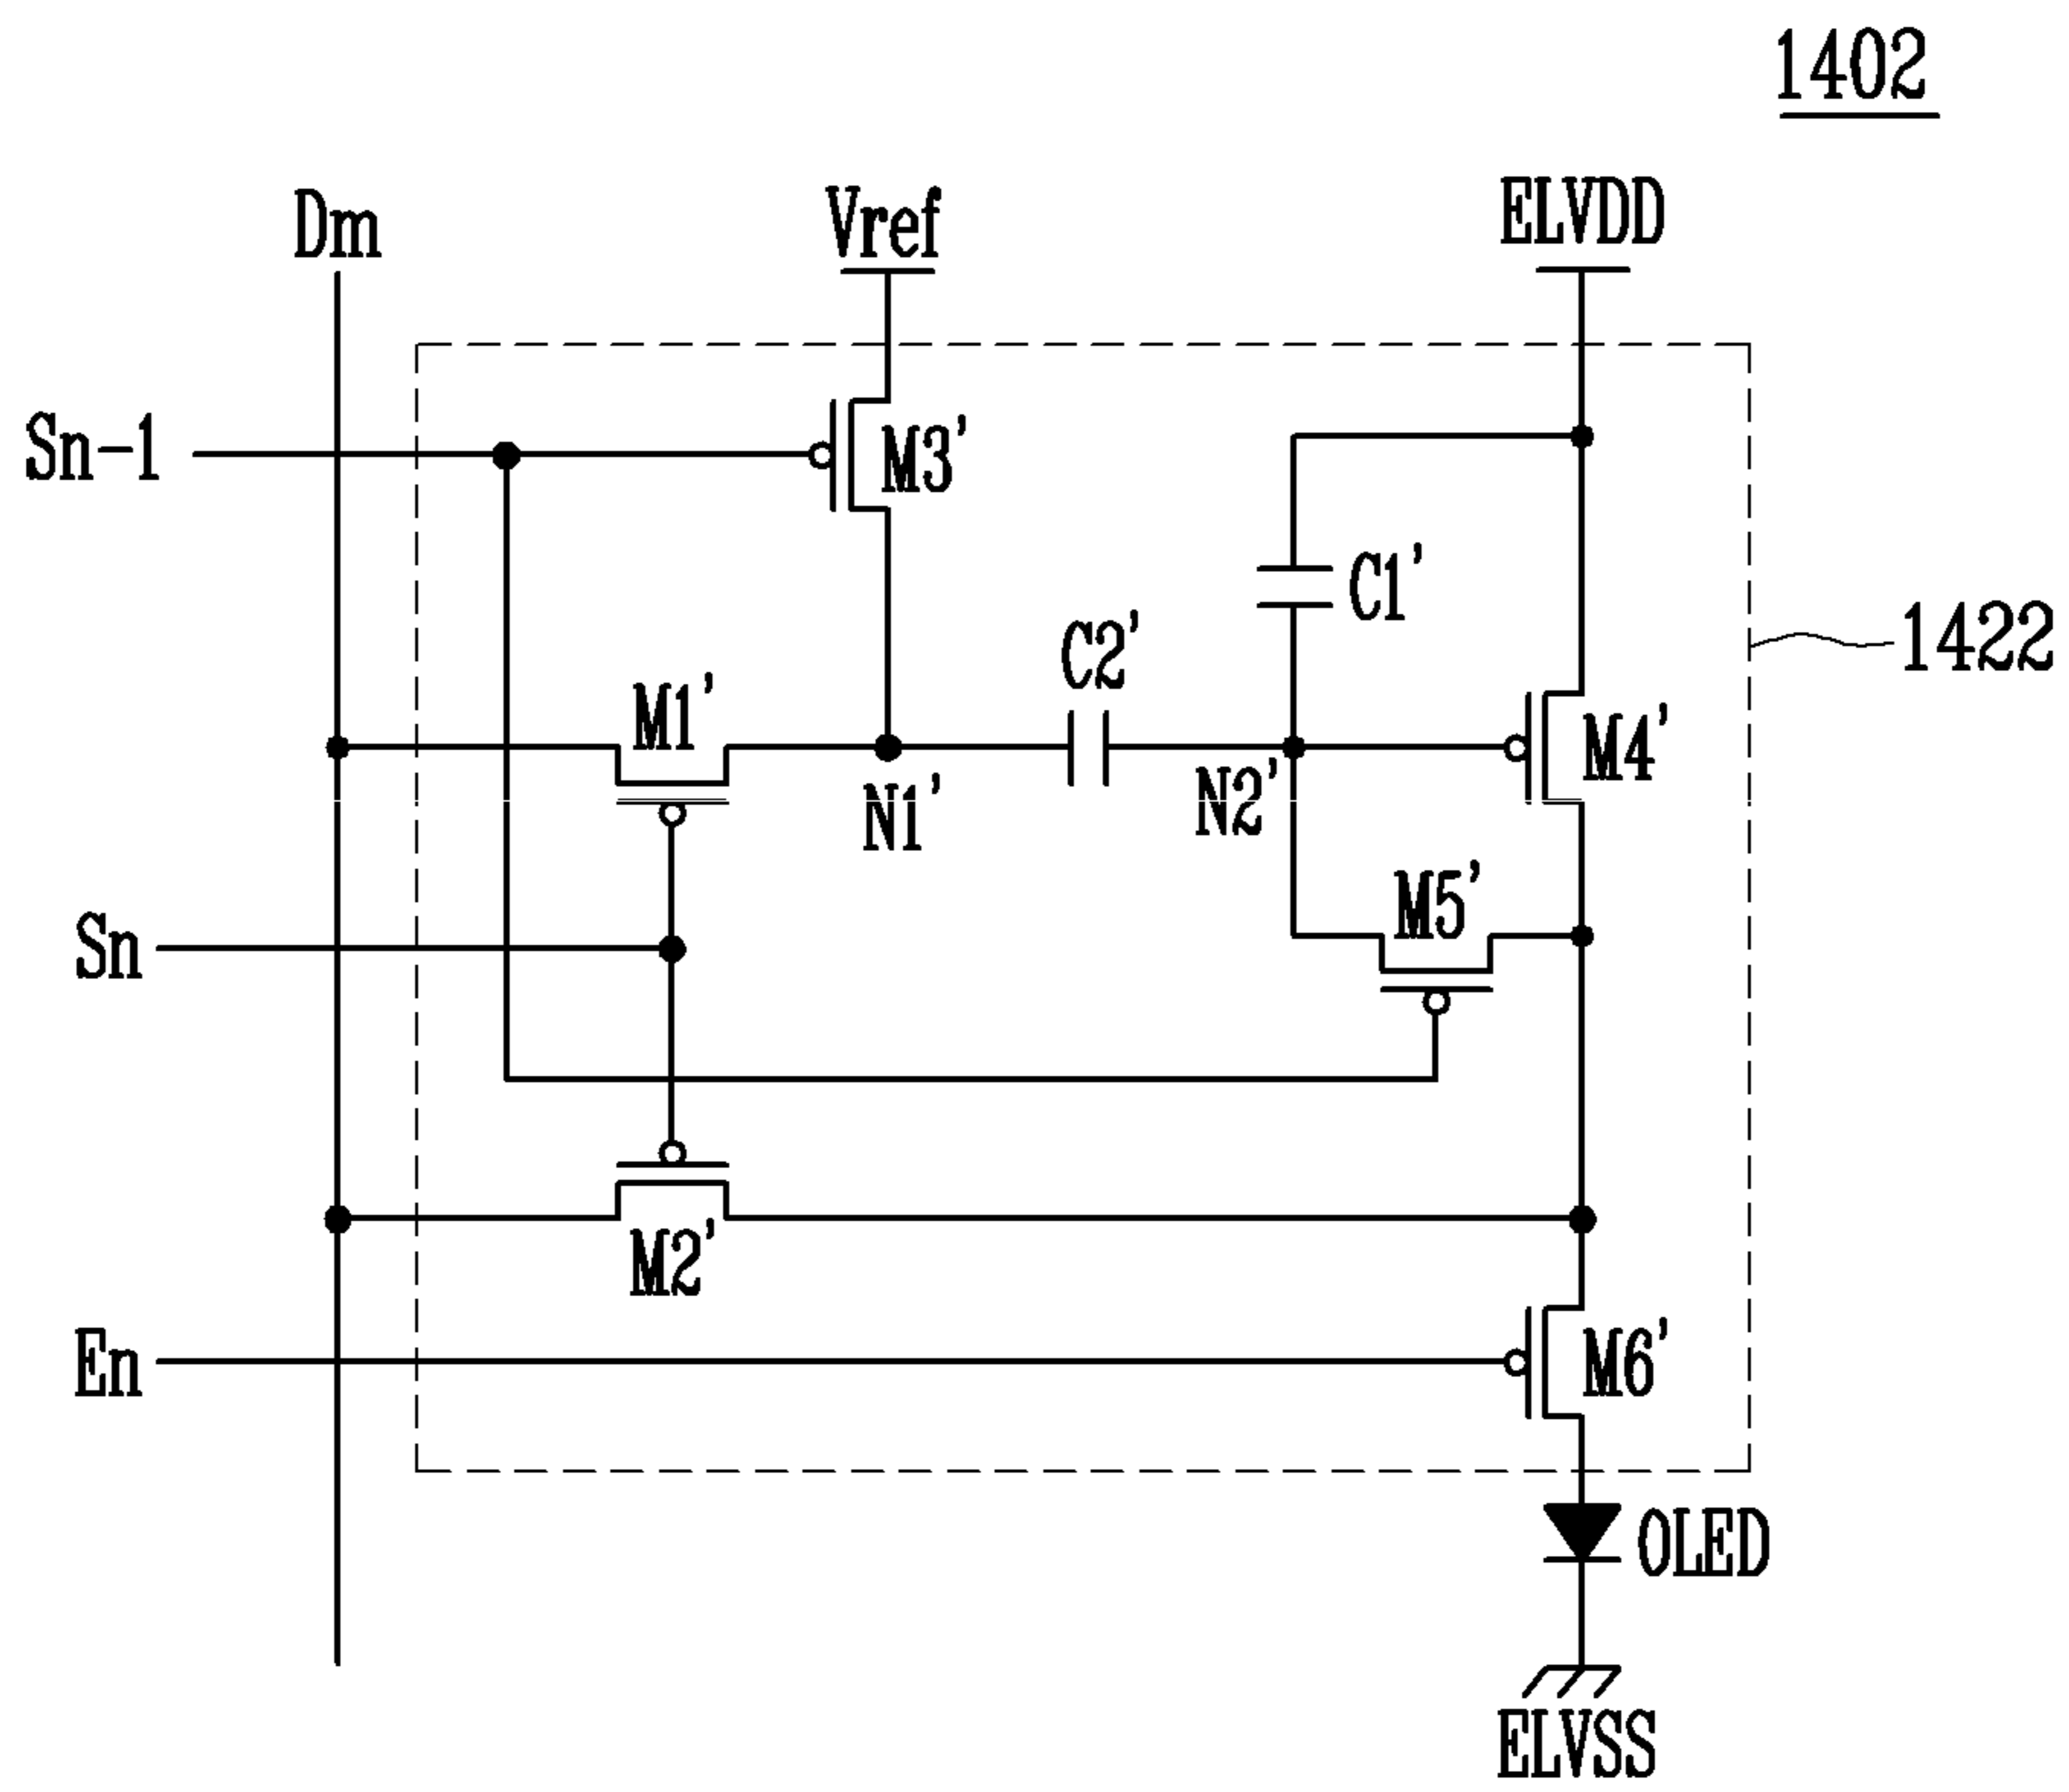 1402
Dm
Vref
ELVDD
Sn-1
M3'
C1'
C2'
1422
M1'
M4'
N1'
N2'
M5'
Sn
M2'
En
M6'
OLED
ELVSS